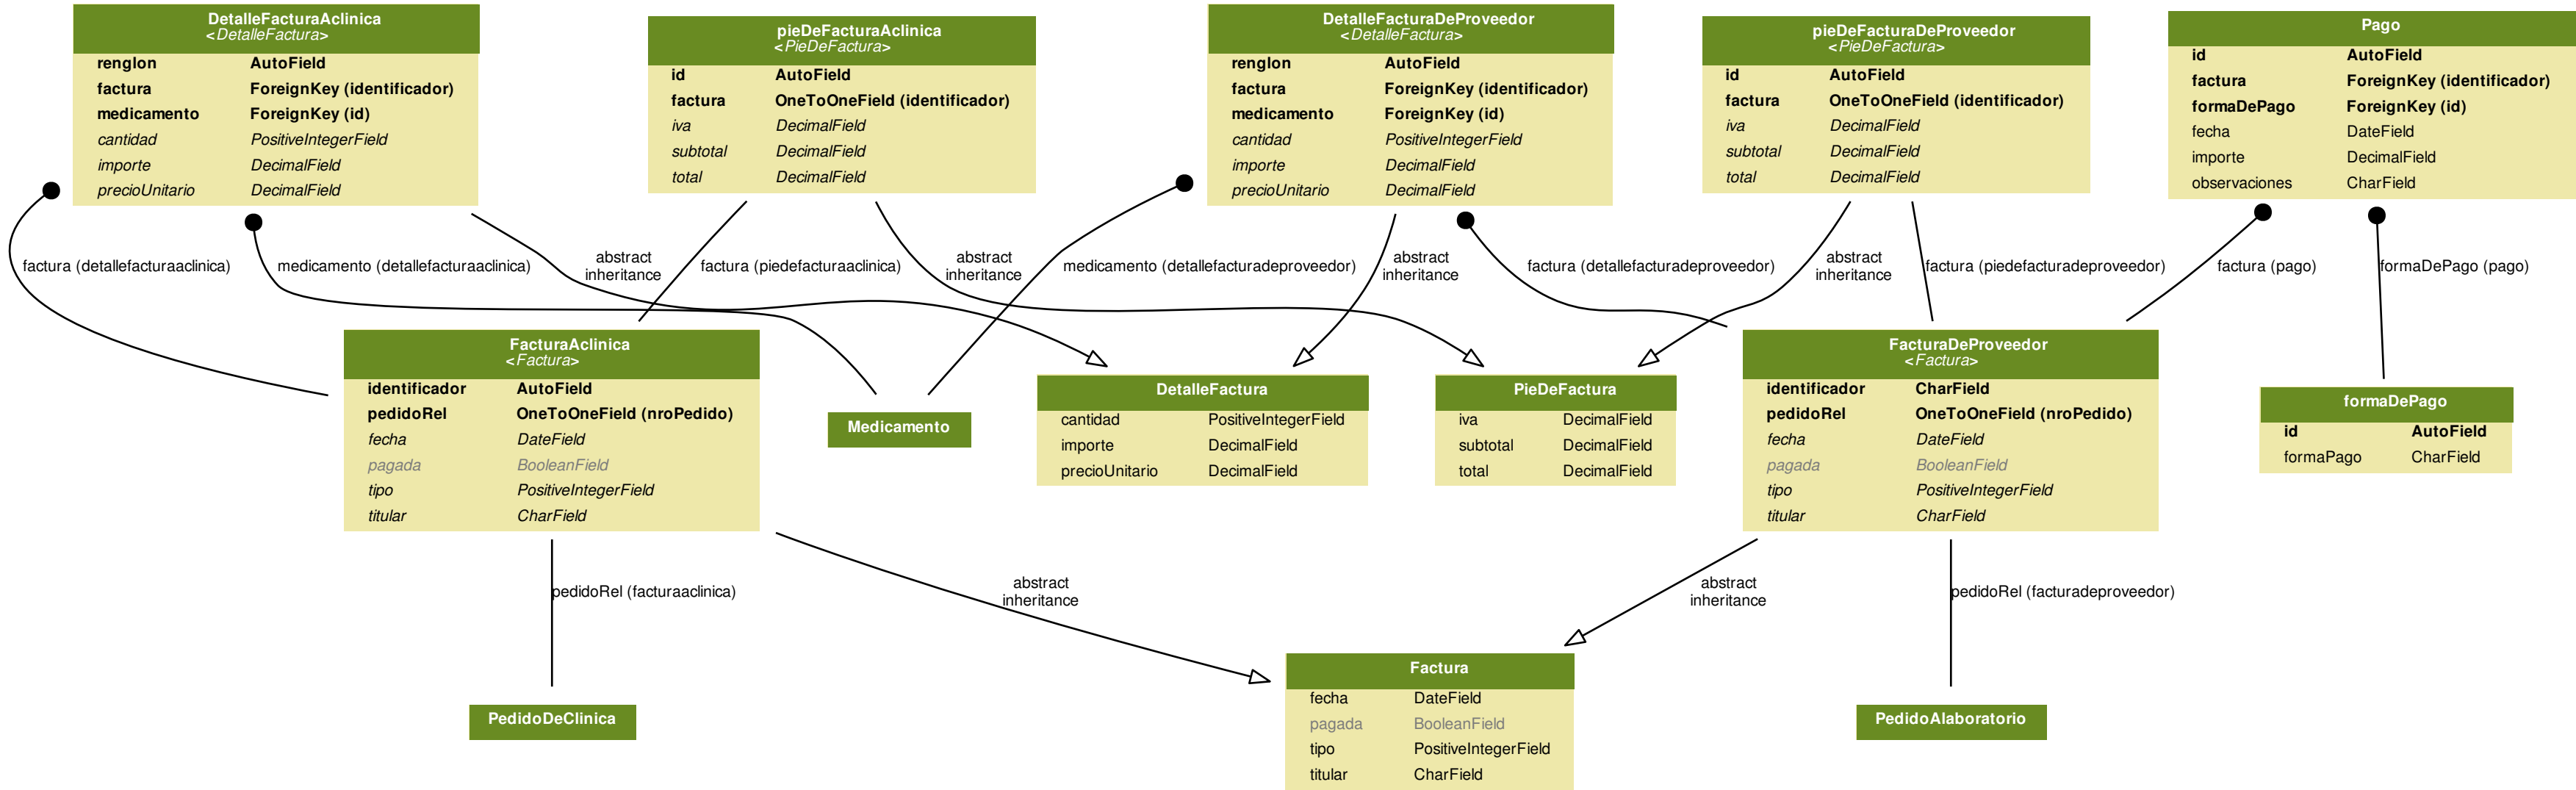 DetalleFacturaAclinica
<DetalleFactura>
renglon AutoField
factura ForeignKey (identificador)
medicamento ForeignKey (id)
cantidad PositiveIntegerField
importe DecimalField
precioUnitario DecimalField
pieDeFacturaAclinica
<PieDeFactura>
id AutoField
factura OneToOneField (identificador)
iva DecimalField
subtotal DecimalField
total DecimalField
DetalleFacturaDeProveedor
<DetalleFactura>
renglon AutoField
factura ForeignKey (identificador)
medicamento ForeignKey (id)
cantidad PositiveIntegerField
importe DecimalField
precioUnitario DecimalField
pieDeFacturaDeProveedor
<PieDeFactura>
id AutoField
factura OneToOneField (identificador)
iva DecimalField
subtotal DecimalField
total DecimalField
Pago
id AutoField
factura ForeignKey (identificador)
formaDePago ForeignKey (id)
fecha DateField
importe DecimalField
observaciones CharField
factura (detallefacturaaclinica)
medicamento (detallefacturaaclinica)
abstract
inheritance
factura (piedefacturaaclinica)
abstract
inheritance
medicamento (detallefacturadeproveedor)
abstract
inheritance
factura (detallefacturadeproveedor)
abstract
inheritance
factura (piedefacturadeproveedor)
factura (pago)
formaDePago (pago)
FacturaAclinica
<Factura>
identificador AutoField
pedidoRel OneToOneField (nroPedido)
fecha DateField
pagada BooleanField
tipo PositiveIntegerField
titular CharField
Medicamento
DetalleFactura
cantidad PositiveIntegerField
importe DecimalField
precioUnitario DecimalField
PieDeFactura
iva DecimalField
subtotal DecimalField
total DecimalField
FacturaDeProveedor
<Factura>
identificador CharField
pedidoRel OneToOneField (nroPedido)
fecha DateField
pagada BooleanField
tipo PositiveIntegerField
titular CharField
formaDePago
id AutoField
formaPago CharField
pedidoRel (facturaaclinica)
abstract
inheritance
abstract
inheritance
pedidoRel (facturadeproveedor)
PedidoDeClinica
Factura
fecha DateField
pagada BooleanField
tipo PositiveIntegerField
titular CharField
PedidoAlaboratorio